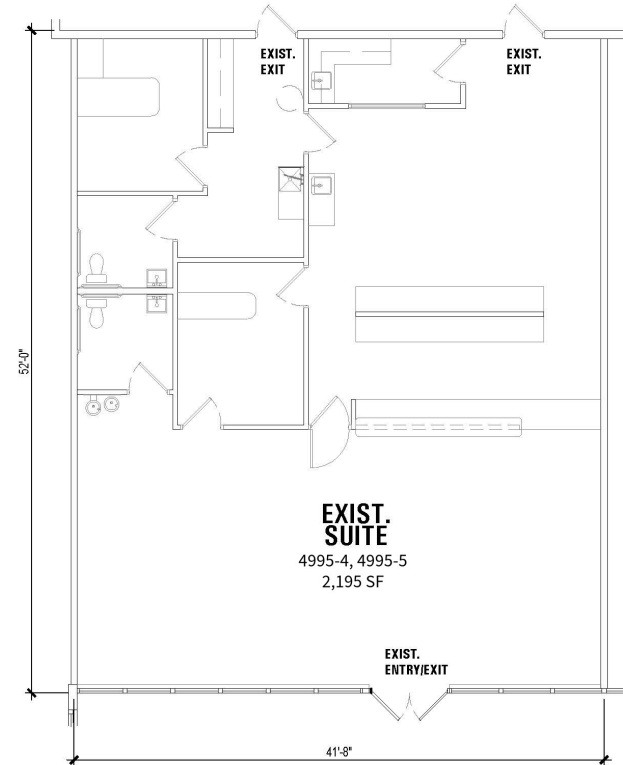 EXIST.
EXIT
EXIST.
EXIT
52'-0"
EXIST.
SUITE
4995-4, 4995-5
2,195 SF
EXIST.
ENTRY/EXIT
41'-8"